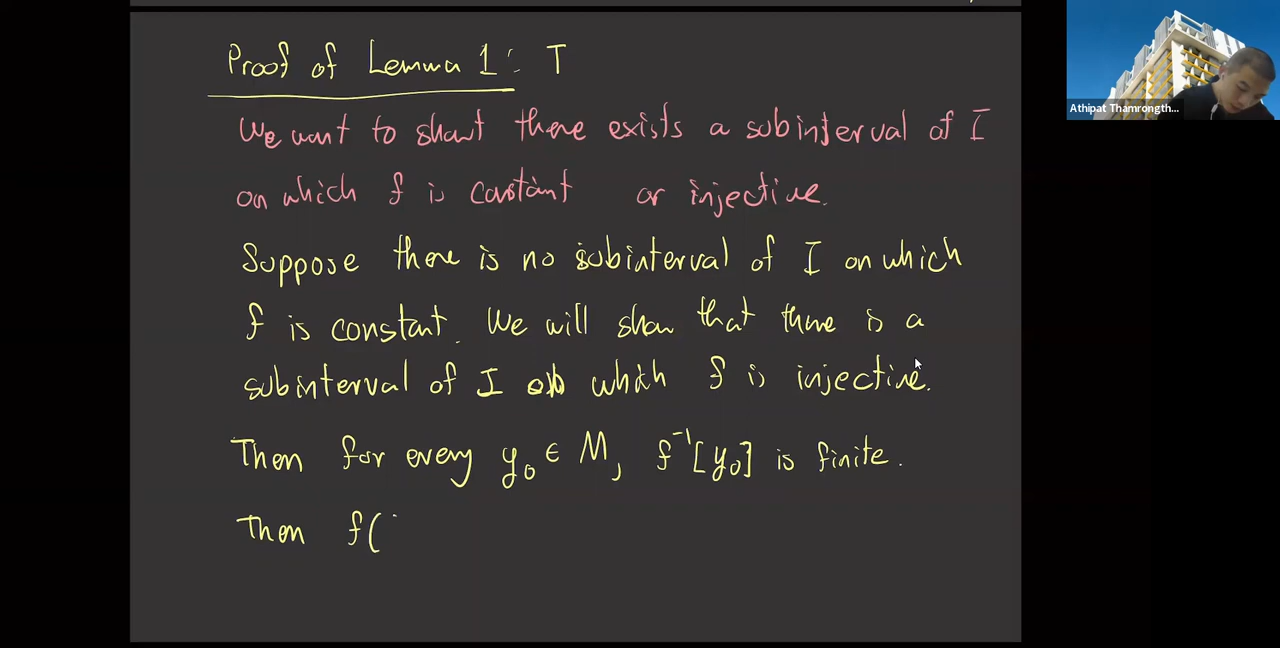 Proof of Lemma 1: T
We want to shawt there exists a subinterval of I
on which f is constant or injective.
Suppose there is no subinterval of I on which
f is constant. We will show that there is a
subinterval of I on which f is injective.
Then for every y₀ ∈ M, f⁻¹[y₀] is finite.
Then f(
Athipat Thamrongth...